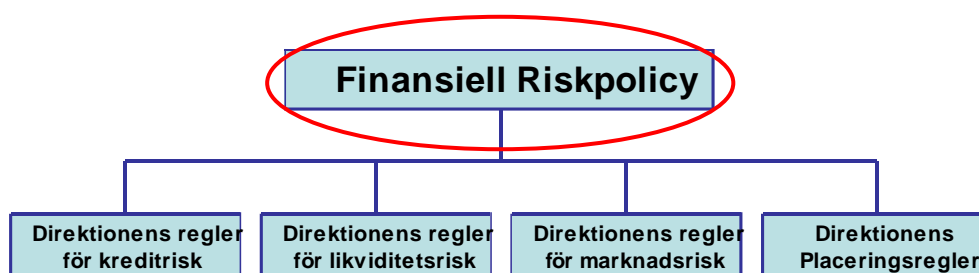 Finansiell Riskpolicy
Direktionens regler
för kreditrisk
Direktionens regler
för likviditetsrisk
Direktionens regler
för marknadsrisk
Direktionens
Placeringsregler